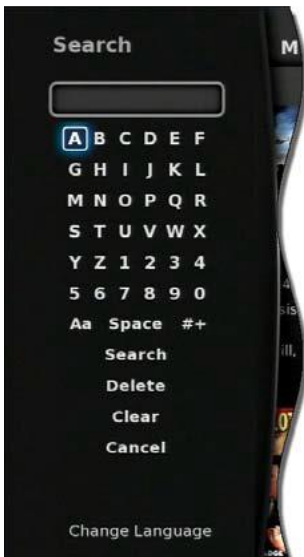 Search
M
A B C D E F
G H I J K L
M N O P Q R
S T U V W X
Y Z 1 2 3 4
5 6 7 8 9 0
Aa Space #+
Search
Delete
Clear
Cancel
Change Language